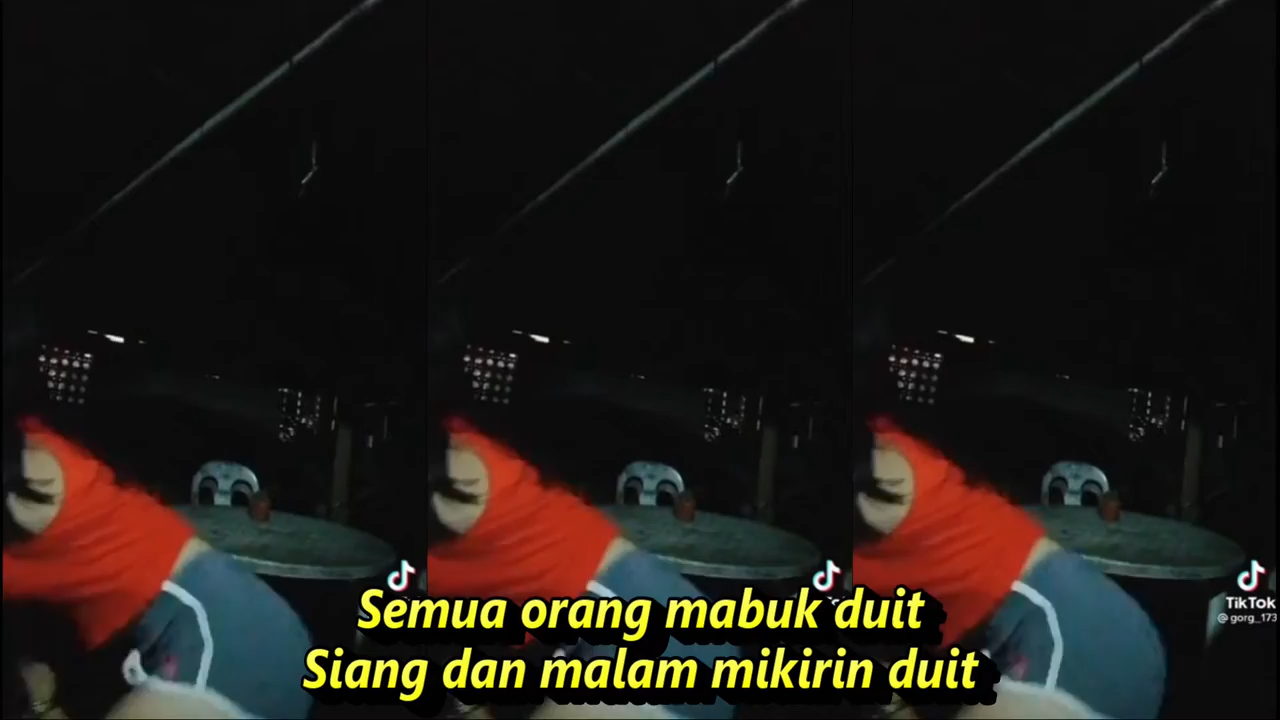 TikTok
@gorg_173
Semua orang mabuk duit
Siang dan malam mikirin duit